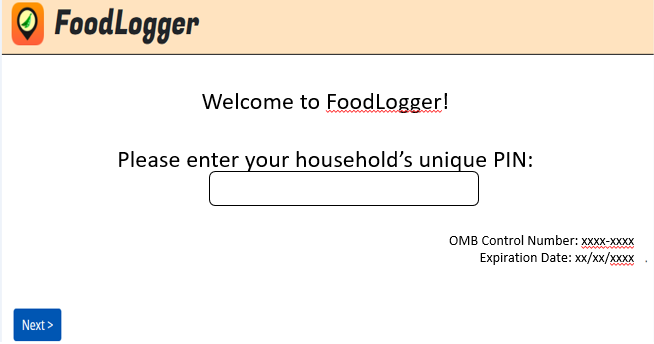 FoodLogger
Welcome to FoodLogger!
Please enter your household’s unique PIN:
OMB Control Number: xxxx-xxxx
Expiration Date: xx/xx/xxxx .
Next >